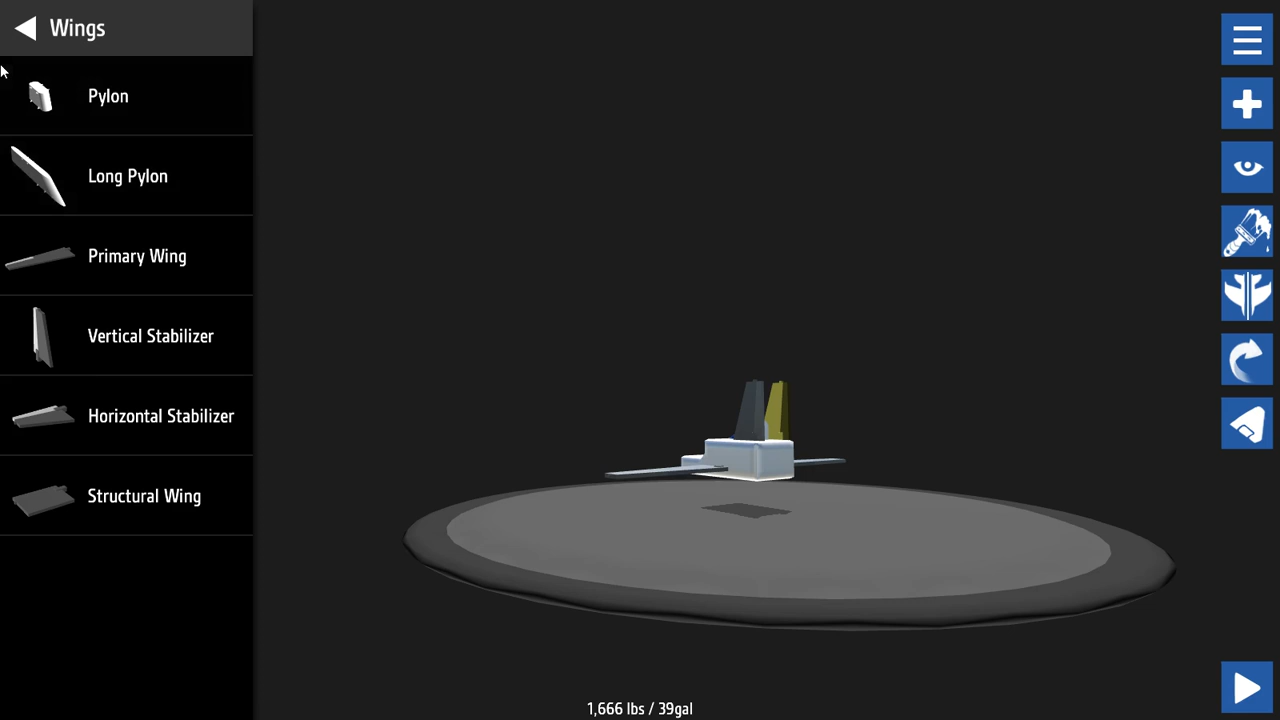 Wings
Pylon
Long Pylon
Primary Wing
Vertical Stabilizer
Horizontal Stabilizer
Structural Wing
1,666 lbs / 39gal